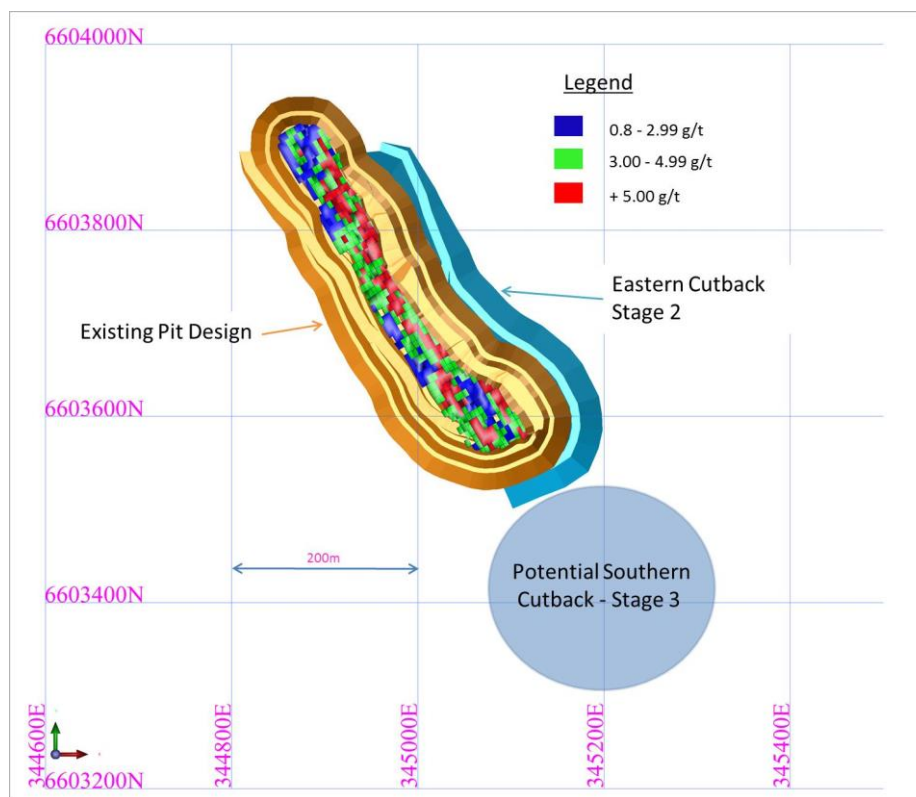 6604000N
Legend
0.8 - 2.99 g/t
3.00 - 4.99 g/t
+ 5.00 g/t
6603800N
Eastern Cutback
Stage 2
Existing Pit Design
6603600N
200m
Potential Southern
Cutback - Stage 3
6603400N
344600E
344800E
345000E
345200E
345400E
6603200N